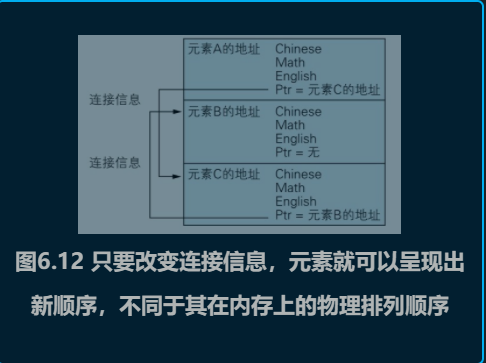 元素A的地址 Chinese
Math
English
Ptr = 元素C的地址
连接信息
元素B的地址 Chinese
Math
English
Ptr = 无
连接信息
元素C的地址 Chinese
Math
English
Ptr = 元素B的地址
图6.12 只要改变连接信息，元素就可以呈现出
新顺序，不同于其在内存上的物理排列顺序